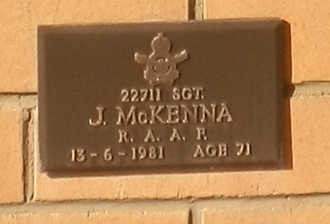 22711 SGT.
J. McKENNA
R. A. A. F.
13 - 6 - 1981 AGE 71